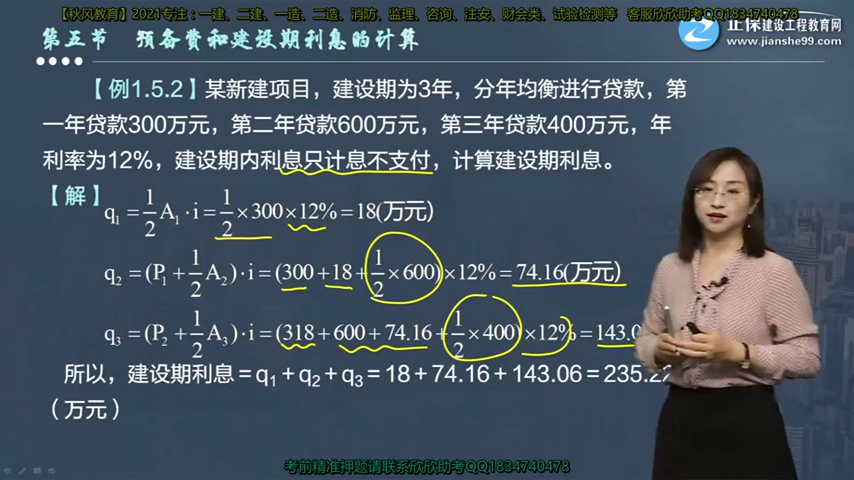 【秋风教育】2021专注：一建、二建、一造、二造、消防、监理、咨询、注安、财会类、试验检测等 客服欣欣助考QQ1834740478
第五节 预备费和建设期利息的计算
正保建设工程教育网
www.jianshe99.com
【例1.5.2】某新建项目，建设期为3年，分年均衡进行贷款，第
一年贷款300万元，第二年贷款600万元，第三年贷款400万元，年
利率为12%，建设期内利息只计息不支付，计算建设期利息。
【解】
q₁ = 1/2 A₁·i = 1/2 ×300×12% = 18(万元)
q₂ = (P₁ + 1/2 A₂)·i = (300+18+ 1/2 ×600)×12% = 74.16(万元)
q₃ = (P₂ + 1/2 A₃)·i = (318+600+74.16+ 1/2 ×400)×12% = 143.0
所以，建设期利息＝q₁＋q₂＋q₃＝18＋74.16＋143.06＝235.22
（万元）
考前精准押题请联系欣欣助考QQ1834740478